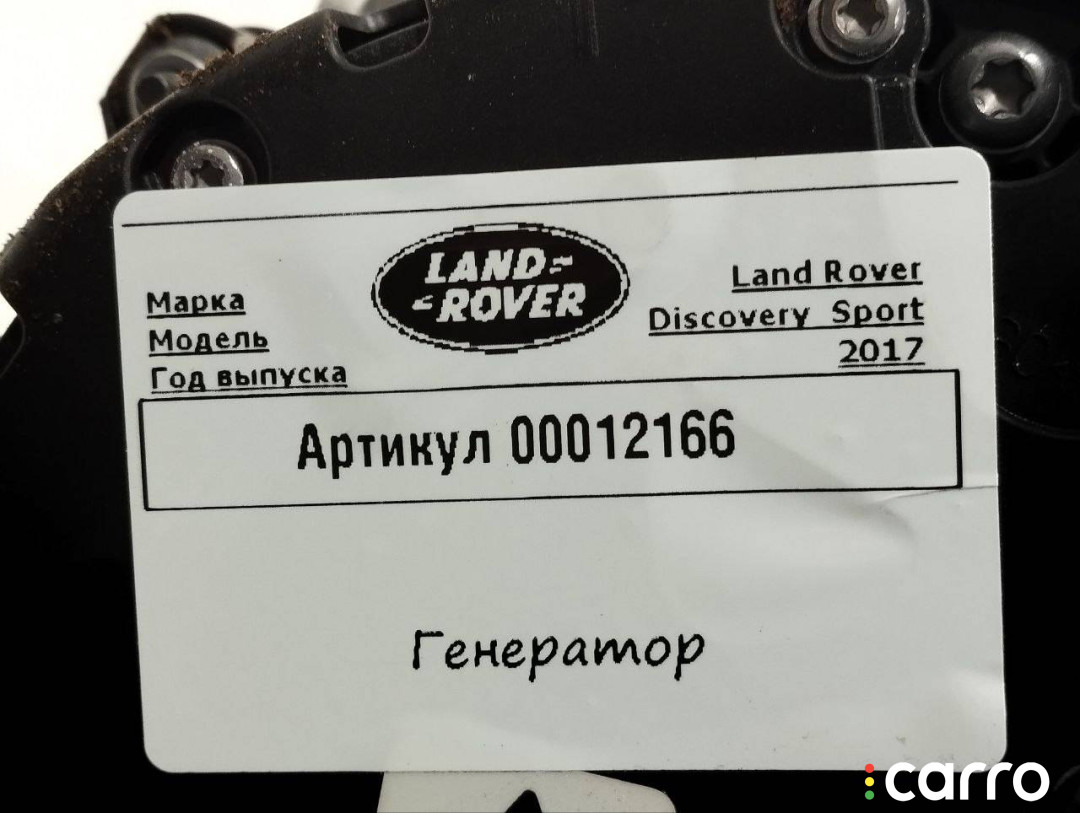 LAND-
ROVER
Марка
Land Rover
Модель
Discovery Sport
Год выпуска
2017
Артикул 00012166
Генератор
carro